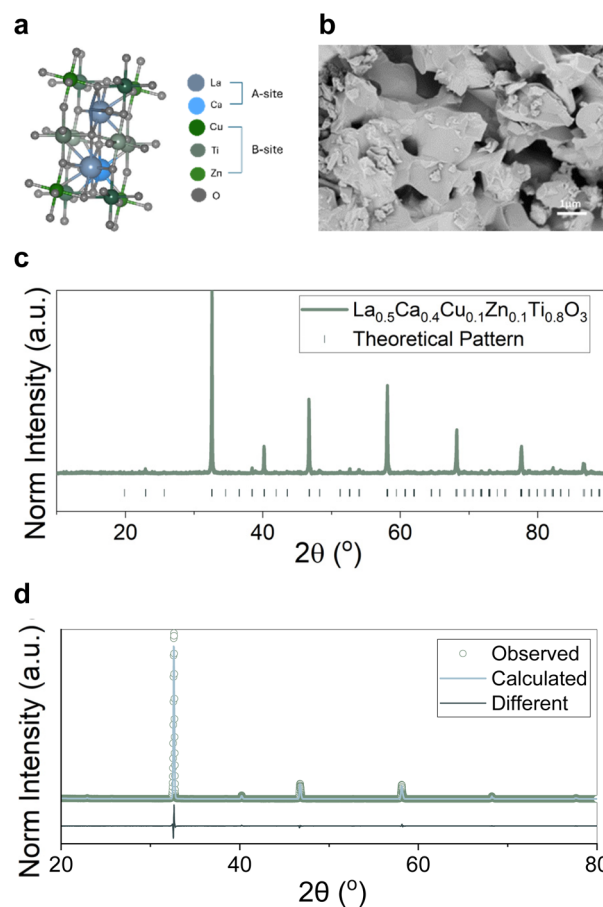 a
La
Ca
A-site
Cu
Ti
B-site
Zn
O
b
1μm
c
Norm Intensity (a.u.)
La₀.₅Ca₀.₄Cu₀.₁Zn₀.₁Ti₀.₈O₃
Theoretical Pattern
20 40 60 80
2θ (°)
d
Norm Intensity (a.u.)
Observed
Calculated
Different
20 40 60 80
2θ (°)